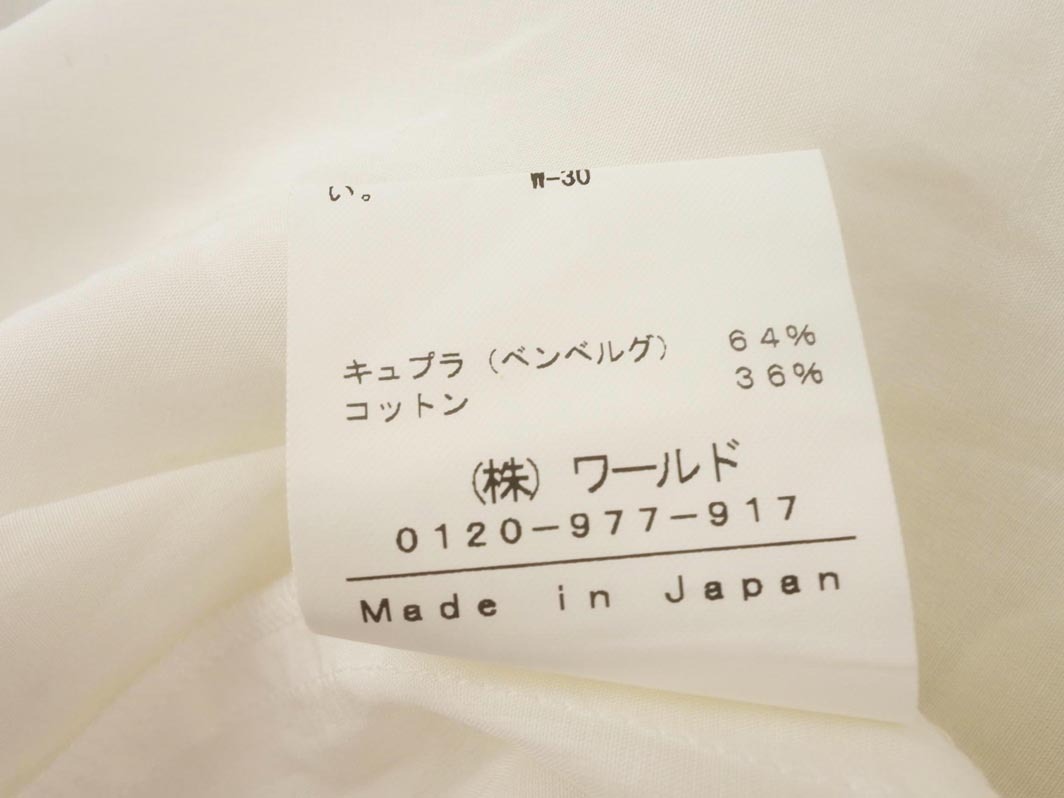 い。 W-30
キュプラ（ベンベルグ） 64%
コットン 36%
（株）ワールド
0120-977-917
Made in Japan